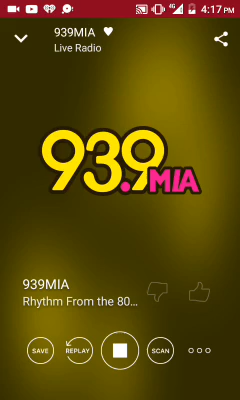 4G
4:17 PM
939MIA
Live Radio
93.9 MIA
939MIA
Rhythm From the 80...
SAVE
REPLAY
SCAN